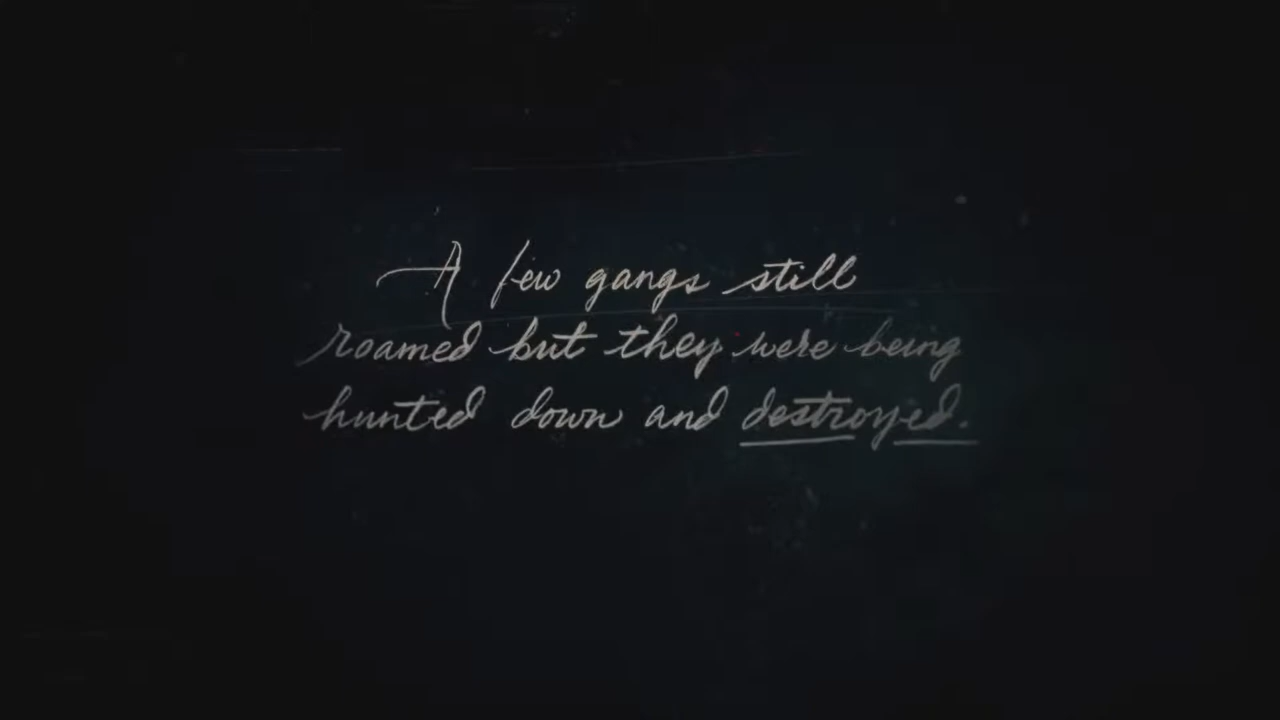 A few gangs still
roamed but they were being
hunted down and destroyed.